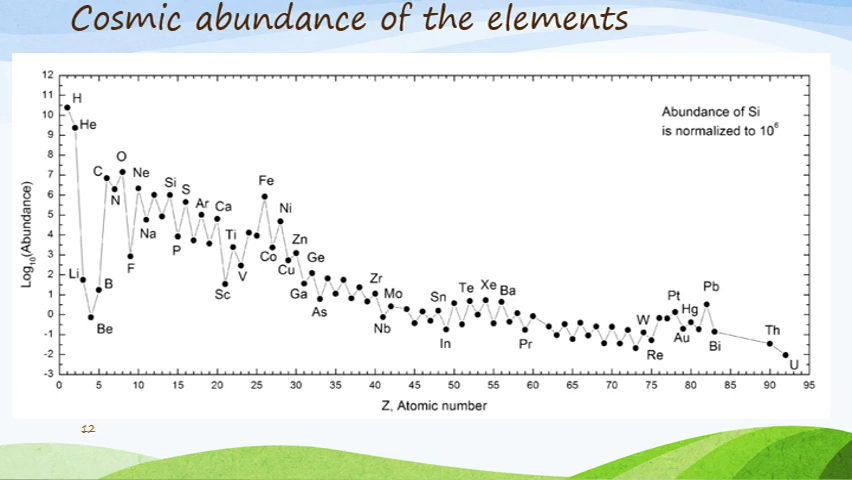 Cosmic abundance of the elements
Abundance of Si
is normalized to 10⁶
Log₁₀(Abundance)
12
11
10
9
8
7
6
5
4
3
2
1
0
-1
-2
-3
H
He
Li
Be
B
C
N
O
F
Ne
Na
Si
P
S
Ar
Ca
Sc
Ti
V
Fe
Co
Ni
Cu
Zn
Ga
Ge
As
Zr
Nb
Mo
Sn
In
Te
Xe
Ba
Pr
W
Re
Pt
Au
Hg
Pb
Bi
Th
U
0 5 10 15 20 25 30 35 40 45 50 55 60 65 70 75 80 85 90 95
Z, Atomic number
12